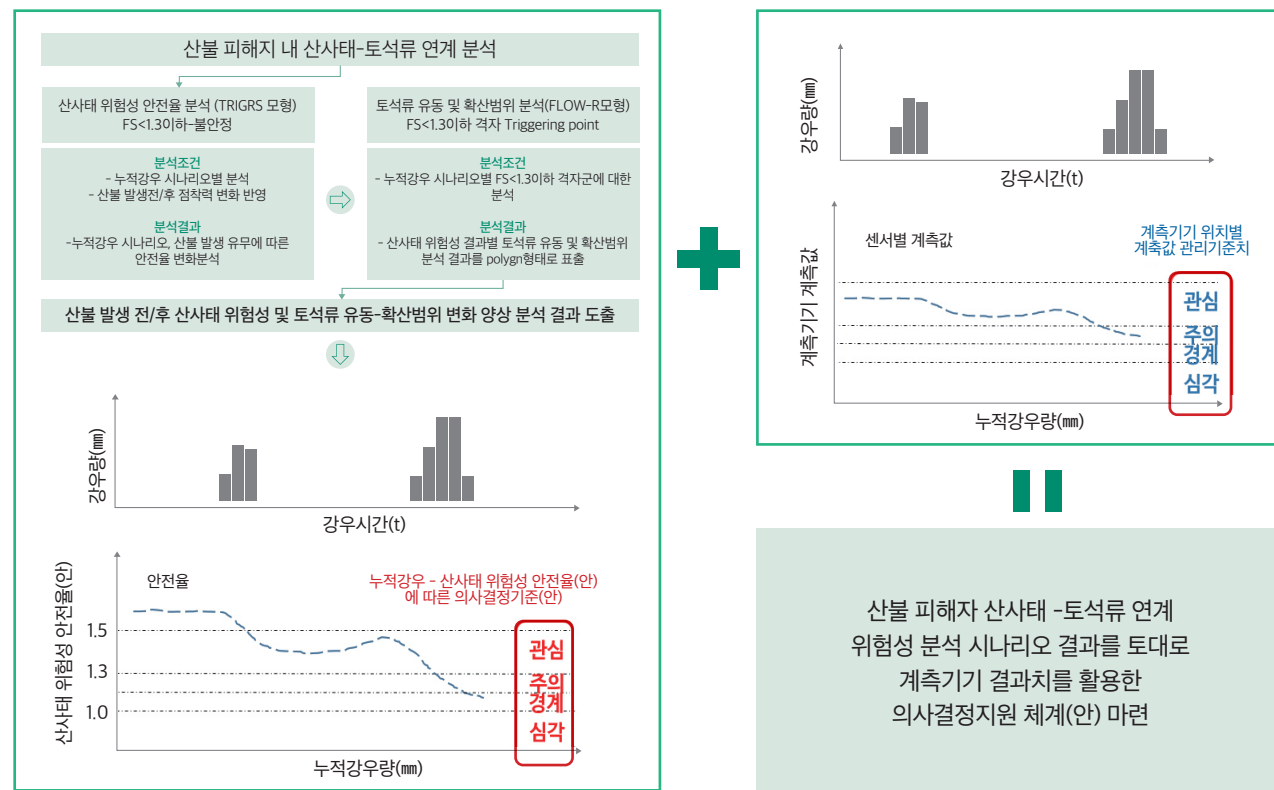 산불 피해지 내 산사태-토석류 연계 분석
산사태 위험성 안전율 분석 (TRIGRS 모형)
FS<1.3이하-불안정
토석류 유동 및 확산범위 분석(FLOW-R모형)
FS<1.3이하 격자 Triggering point
분석조건
- 누적강우 시나리오별 분석
- 산불 발생전/후 점착력 변화 반영
분석결과
-누적강우 시나리오, 산불 발생 유무에 따른
안전율 변화분석
분석조건
- 누적강우 시나리오별 FS<1.3이하 격자군에 대한
분석
분석결과
- 산사태 위험성 결과별 토석류 유동 및 확산범위
분석 결과를 polygn형태로 표출
산불 발생 전/후 산사태 위험성 및 토석류 유동-확산범위 변화 양상 분석 결과 도출
강우량(㎜)
강우시간(t)
산사태 위험성 안전율(안)
안전율
누적강우 - 산사태 위험성 안전율(안)
에 따른 의사결정기준(안)
1.5
1.3
1.0
관심
주의
경계
심각
누적강우량(㎜)
강우량(㎜)
강우시간(t)
계측기기 계측값
센서별 계측값
계측기기 위치별
계측값 관리기준치
관심
주의
경계
심각
누적강우량(㎜)
산불 피해자 산사태 -토석류 연계
위험성 분석 시나리오 결과를 토대로
계측기기 결과치를 활용한
의사결정지원 체계(안) 마련